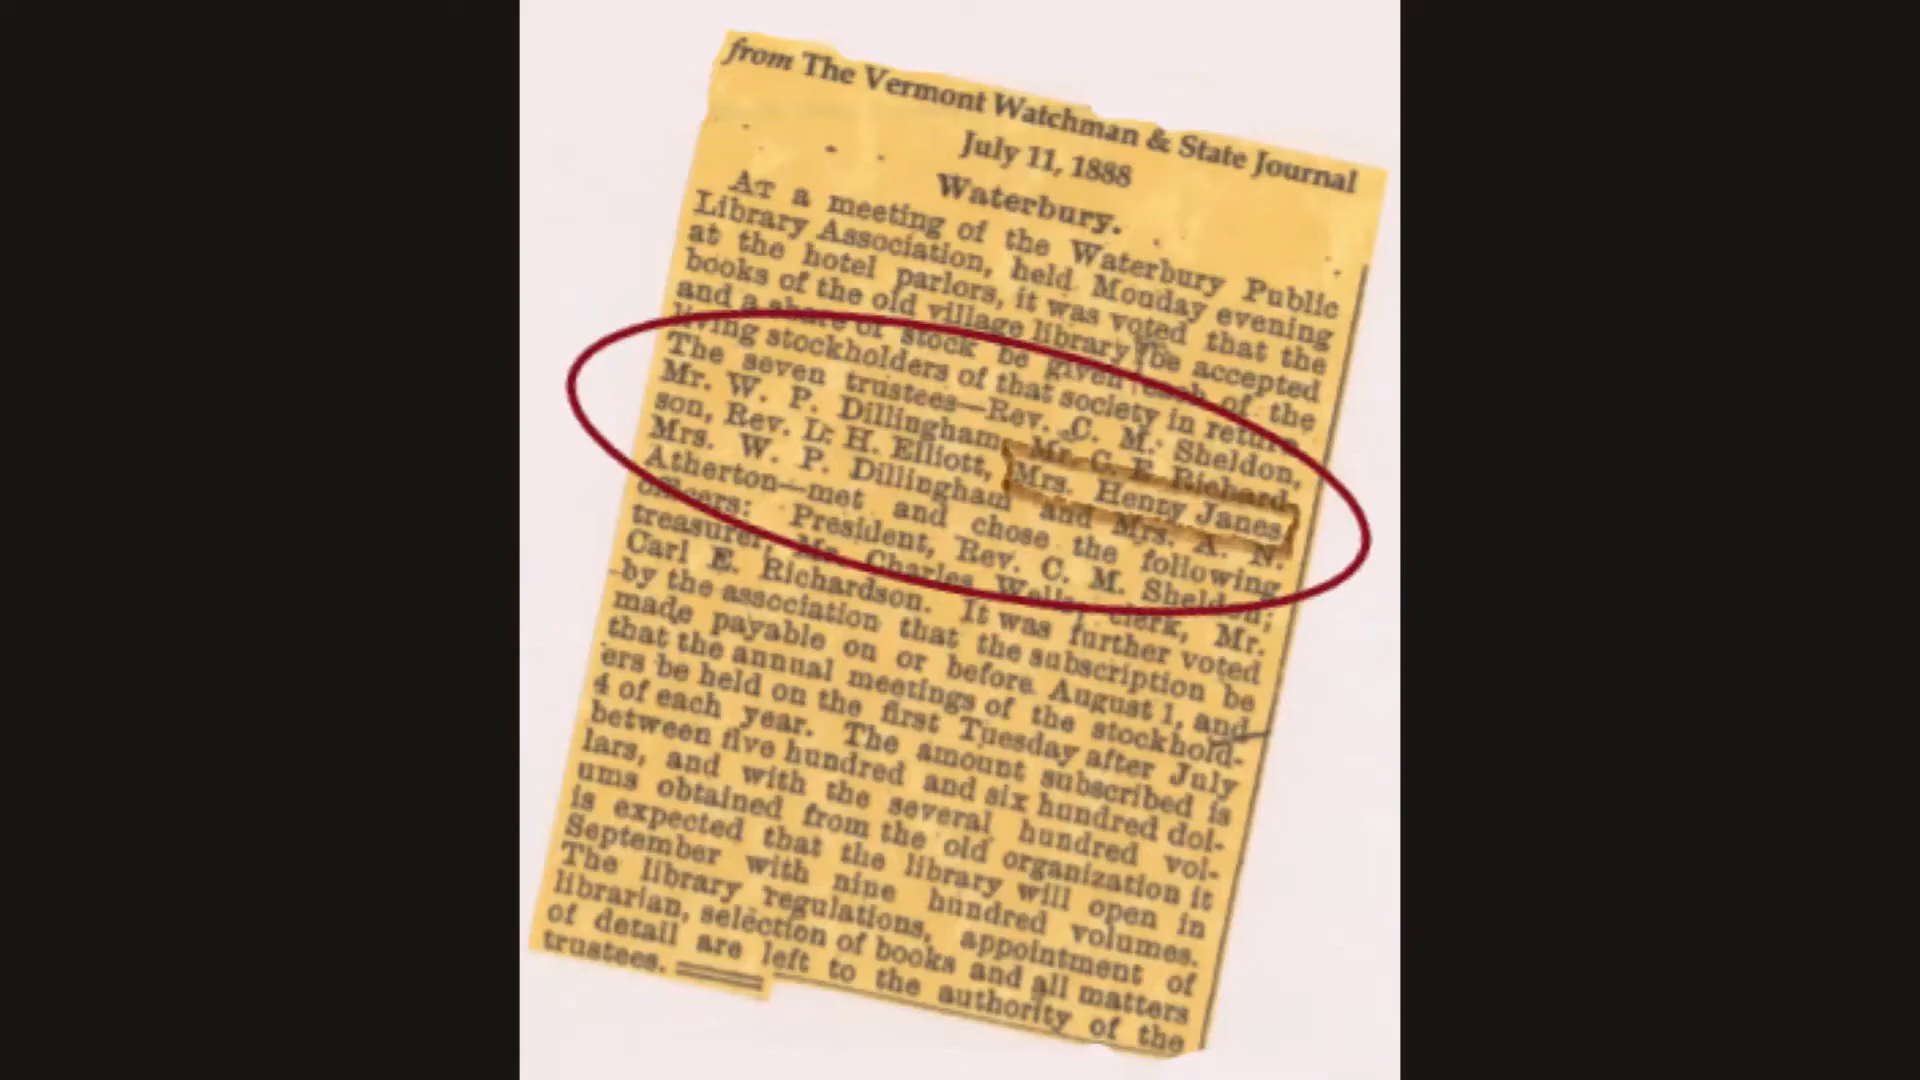 from The Vermont Watchman & State Journal
July 11, 1888
Waterbury.
AT a meeting of the Waterbury Public
Library Association, held Monday evening
at the hotel parlors, it was voted that the
books of the old village library be accepted
and a share of stock be given each of the
living stockholders of that society in return.
The seven trustees—Rev. C. M. Sheldon,
Mr. W. P. Dillingham, Mr. C. E. Richard-
son, Rev. L. H. Elliott, Mrs. Henry Janes,
Mrs. W. P. Dillingham and Mrs. A. N.
Atherton—met and chose the following
officers: President, Rev. C. M. Sheldon;
treasurer, Mr. Charles Wells; clerk, Mr.
Carl E. Richardson. It was further voted
by the association that the subscription be
made payable on or before August 1, and
that the annual meetings of the stockhold-
ers be held on the first Tuesday after July
4 of each year. The amount subscribed is
between five hundred and six hundred dol-
lars, and with the several hundred vol-
ums obtained from the old organization it
is expected that the library will open in
September with nine hundred volumes.
The library regulations, appointment of
librarian, selection of books and all matters
of detail are left to the authority of the
trustees.